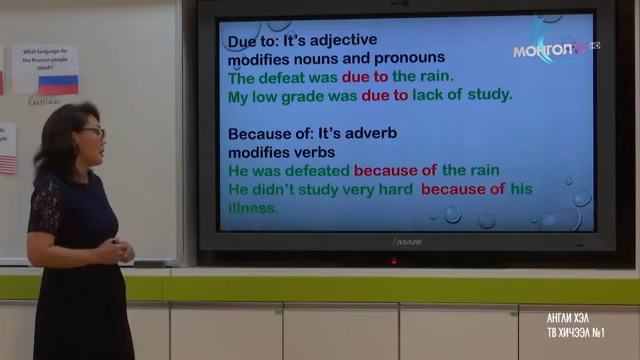 What language do
the Russian people
speak?
Russian
Due to: It's adjective
modifies nouns and pronouns
The defeat was due to the rain.
My low grade was due to lack of study.
Because of: It's adverb
modifies verbs
He was defeated because of the rain
He didn't study very hard because of his
illness.
МОНГОЛ TV HD
АНГЛИ ХЭЛ
ТВ ХИЧЭЭЛ №1